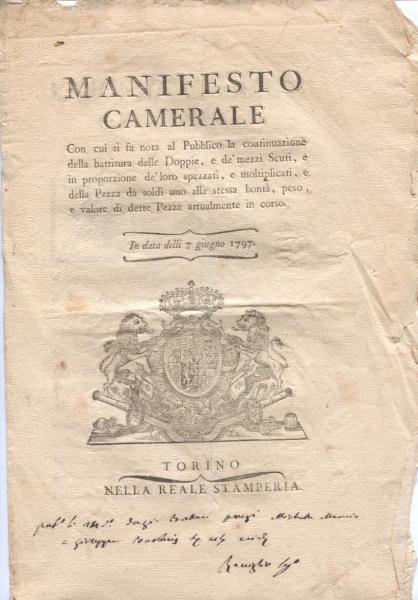 MANIFESTO
CAMERALE
Con cui si fa nota al Pubblico la continuazione
della battitura delle Doppie, e de' mezzi Scuti, e
in proporzione de' loro spezzati, e moltiplicati, e
della Pezza da soldi uno alla stessa bontà, peso,
e valore di dette Pezze attualmente in corso.
In data delli 7 giugno 1797.
TORINO
NELLA REALE STAMPERIA.
Michele
Giuseppe